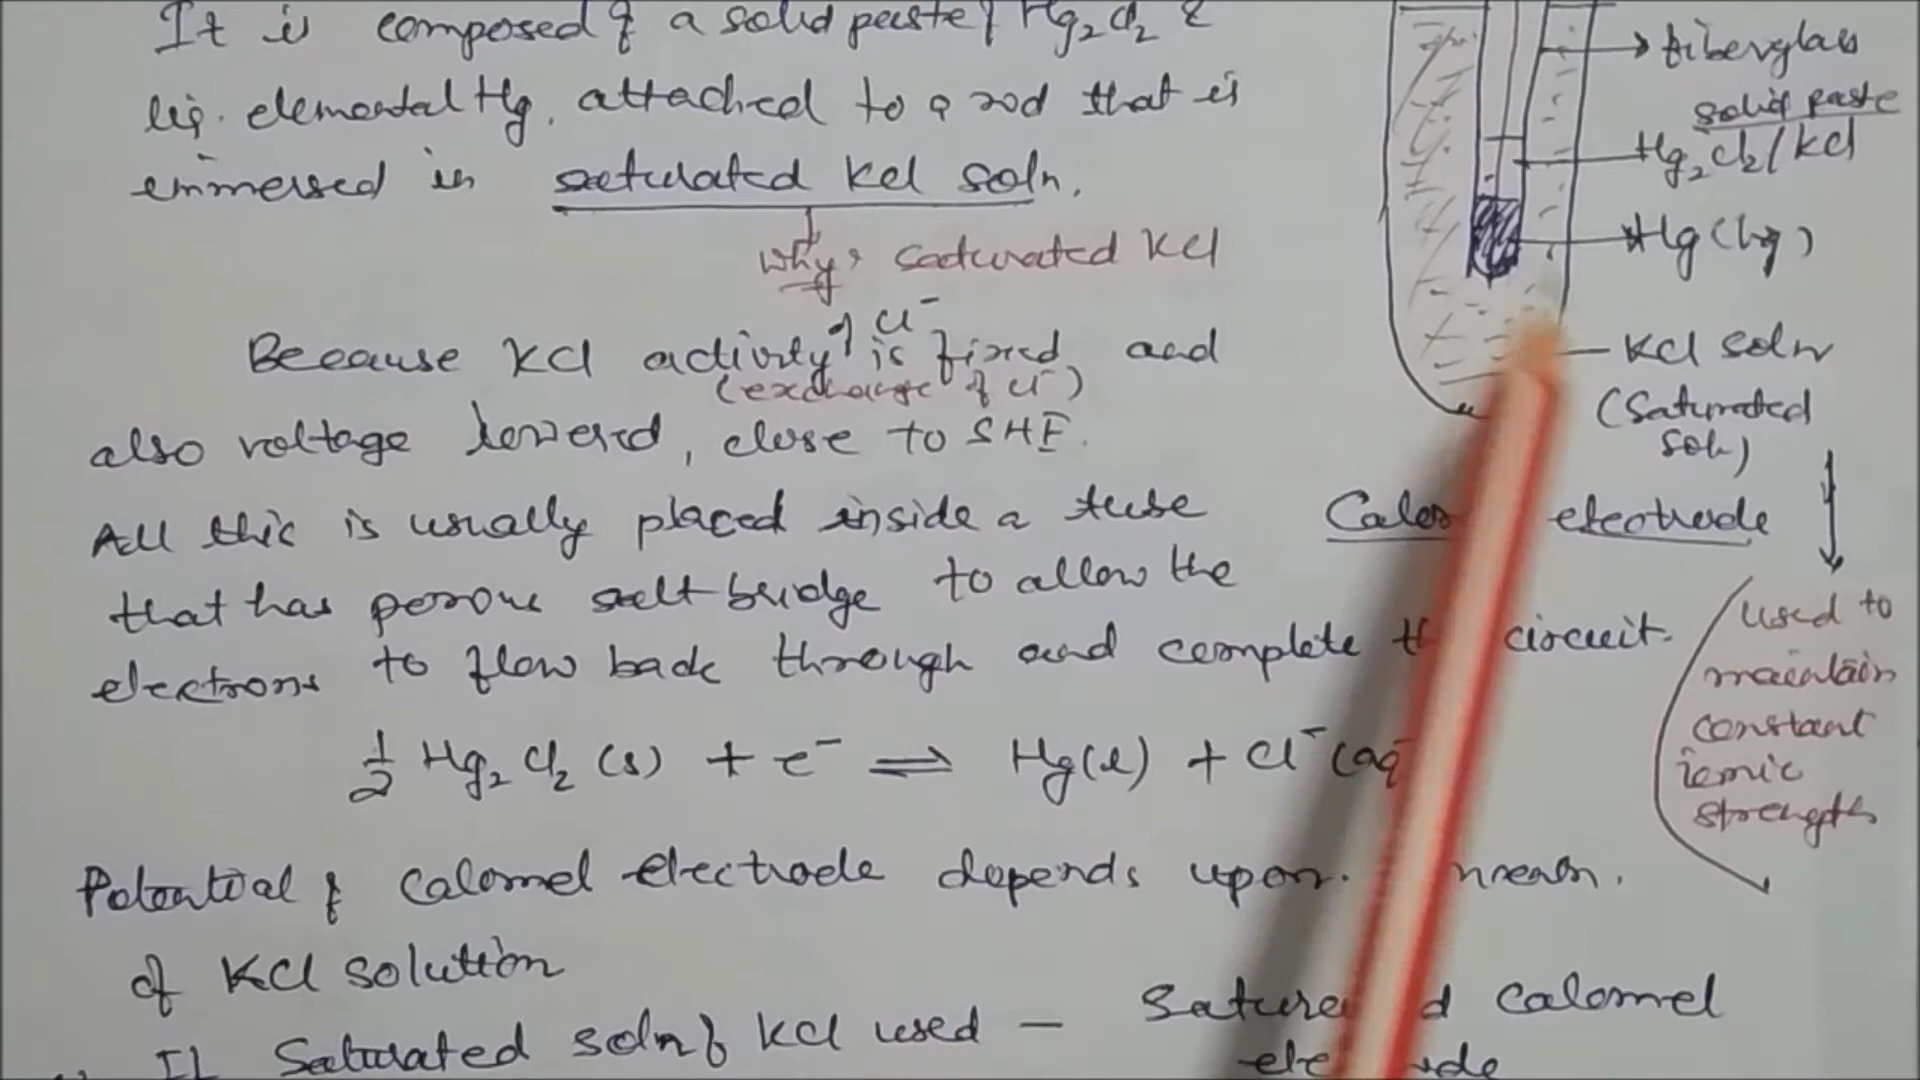 It is composed of a solid paste of Hg2Cl2 &
liq. elemental Hg. attached to a rod that is
immersed in saturated KCl soln.
why? saturated KCl
Because KCl activity of Cl- is fixed and
(exchange of Cl-)
also voltage lowered, close to SHE.
All this is usually placed inside a tube
that has porous salt bridge to allow the
electrons to flow back through and complete circuit.
1/2 Hg2Cl2 (s) + e- ⇌ Hg(l) + Cl- (aq
Potential of Calomel electrode depends upon
of KCl solution
If Saturated soln of KCl used – Saturated Calomel
fiberglass
solid paste
Hg2Cl2/KCl
Hg(liq)
KCl soln
(Saturated
soln)
electrode
used to
maintain
constant
ionic
strength